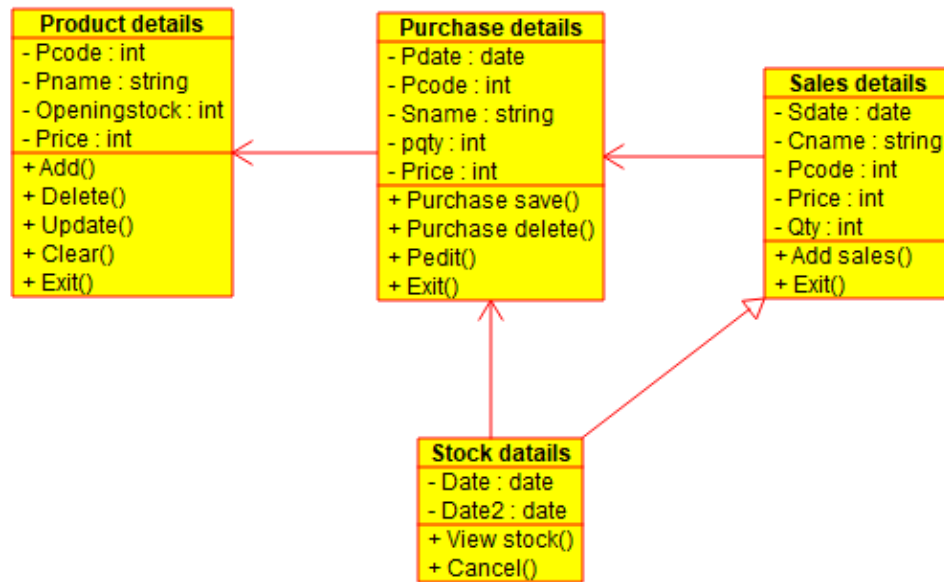 Product details
- Pcode : int
- Pname : string
- Openingstock : int
- Price : int
+ Add()
+ Delete()
+ Update()
+ Clear()
+ Exit()
Purchase details
- Pdate : date
- Pcode : int
- Sname : string
- pqty : int
- Price : int
+ Purchase save()
+ Purchase delete()
+ Pedit()
+ Exit()
Sales details
- Sdate : date
- Cname : string
- Pcode : int
- Price : int
- Qty : int
+ Add sales()
+ Exit()
Stock datails
- Date : date
- Date2 : date
+ View stock()
+ Cancel()